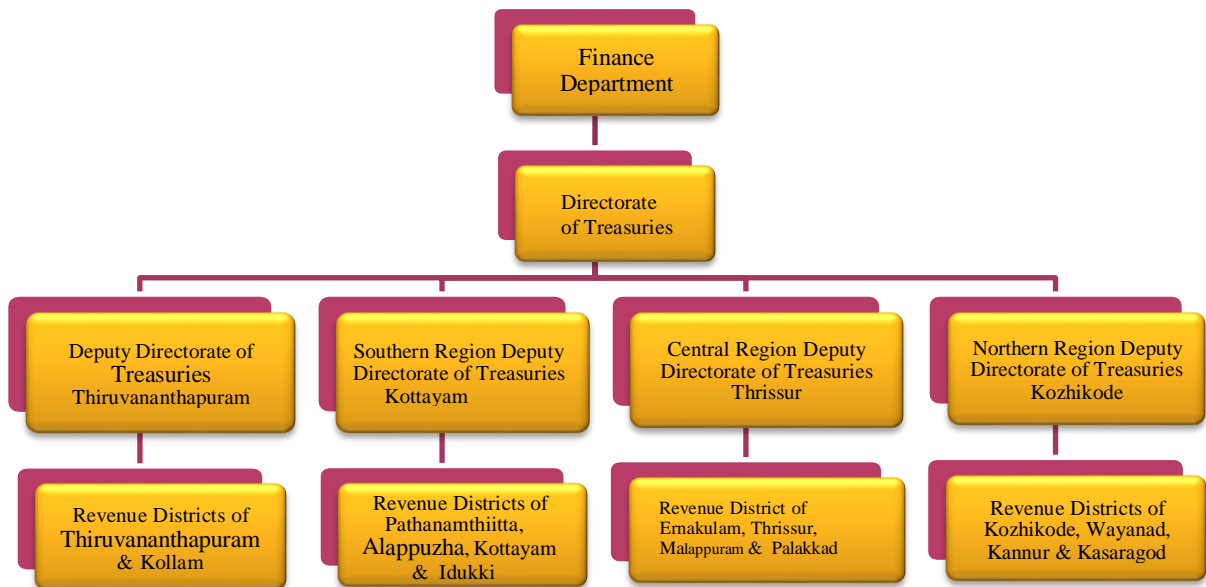 Finance
Department
Directorate
of Treasuries
Deputy Directorate of
Treasuries
Thiruvananthapuram
Southern Region Deputy
Directorate of Treasuries
Kottayam
Central Region Deputy
Directorate of Treasuries
Thrissur
Northern Region Deputy
Directorate of Treasuries
Kozhikode
Revenue Districts of
Thiruvananthapuram
& Kollam
Revenue Districts of
Pathanamthiitta,
Alappuzha, Kottayam
& Idukki
Revenue District of
Ernakulam, Thrissur,
Malappuram & Palakkad
Revenue Districts of
Kozhikode, Wayanad,
Kannur & Kasaragod